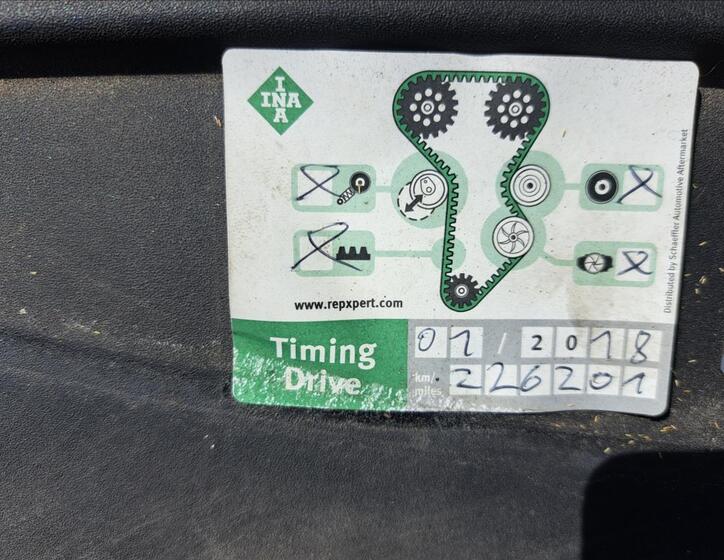 I
INA
A
X
X
X
X
www.repxpert.com
Distributed by Schaeffler Automotive Aftermarket
Timing
Drive
01 / 2018
km/
miles
226201